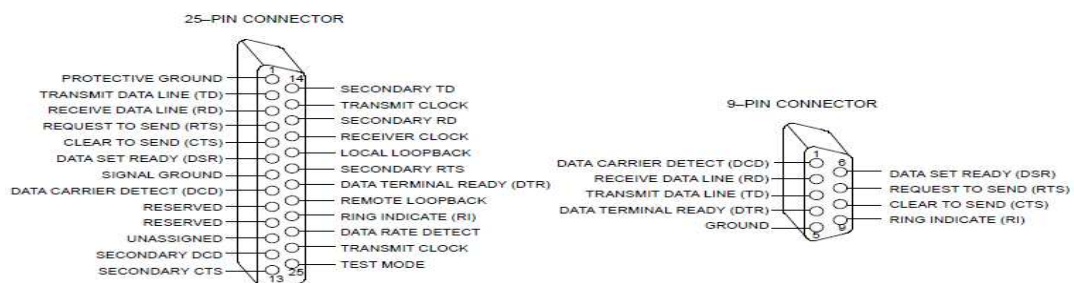 25–PIN CONNECTOR
1
14
PROTECTIVE GROUND
TRANSMIT DATA LINE (TD)
RECEIVE DATA LINE (RD)
REQUEST TO SEND (RTS)
CLEAR TO SEND (CTS)
DATA SET READY (DSR)
SIGNAL GROUND
DATA CARRIER DETECT (DCD)
RESERVED
RESERVED
UNASSIGNED
SECONDARY DCD
SECONDARY CTS
13
25
SECONDARY TD
TRANSMIT CLOCK
SECONDARY RD
RECEIVER CLOCK
LOCAL LOOPBACK
SECONDARY RTS
DATA TERMINAL READY (DTR)
REMOTE LOOPBACK
RING INDICATE (RI)
DATA RATE DETECT
TRANSMIT CLOCK
TEST MODE
9–PIN CONNECTOR
1
6
DATA CARRIER DETECT (DCD)
RECEIVE DATA LINE (RD)
TRANSMIT DATA LINE (TD)
DATA TERMINAL READY (DTR)
GROUND
5
9
DATA SET READY (DSR)
REQUEST TO SEND (RTS)
CLEAR TO SEND (CTS)
RING INDICATE (RI)